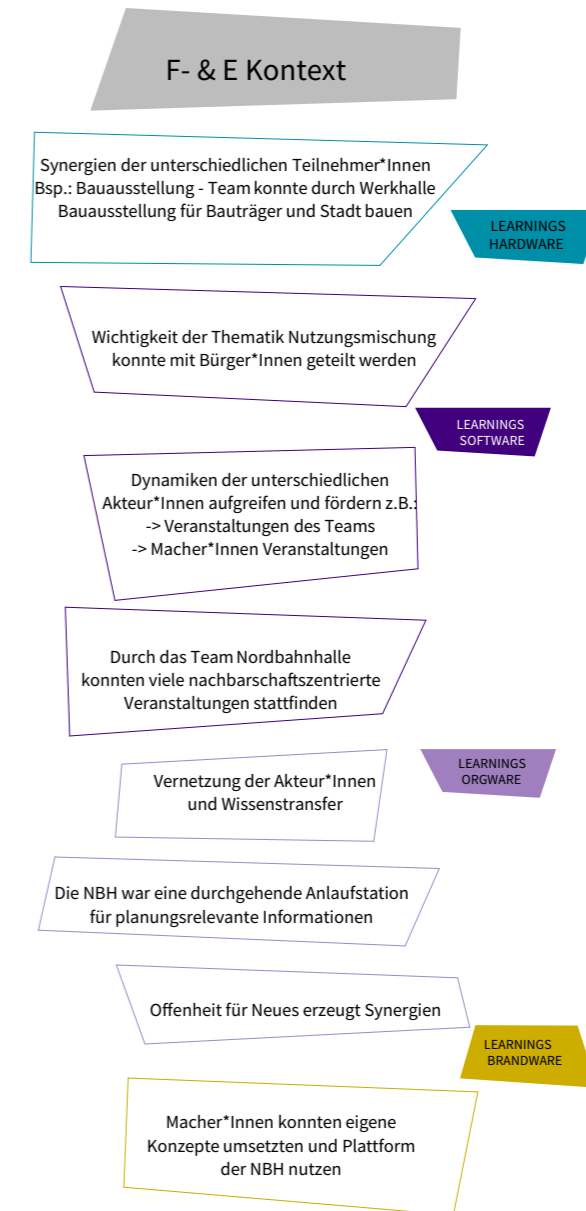 F- & E Kontext
Synergien der unterschiedlichen Teilnehmer*Innen
Bsp.: Bauausstellung - Team konnte durch Werkhalle
Bauausstellung für Bauträger und Stadt bauen
LEARNINGS
HARDWARE
Wichtigkeit der Thematik Nutzungsmischung
konnte mit Bürger*Innen geteilt werden
LEARNINGS
SOFTWARE
Dynamiken der unterschiedlichen
Akteur*Innen aufgreifen und fördern z.B.:
-> Veranstaltungen des Teams
-> Macher*Innen Veranstaltungen
Durch das Team Nordbahnhalle
konnten viele nachbarschaftszentrierte
Veranstaltungen stattfinden
LEARNINGS
ORGWARE
Vernetzung der Akteur*Innen
und Wissenstransfer
Die NBH war eine durchgehende Anlaufstation
für planungsrelevante Informationen
Offenheit für Neues erzeugt Synergien
LEARNINGS
BRANDWARE
Macher*Innen konnten eigene
Konzepte umsetzten und Plattform
der NBH nutzen